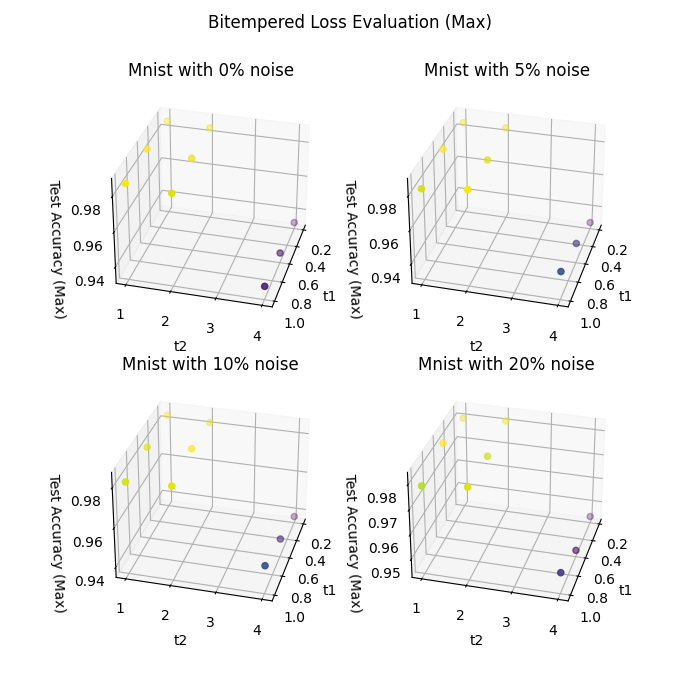 Bitempered Loss Evaluation (Max)
Mnist with 0% noise
Test Accuracy (Max)
0.98
0.96
0.94
1
2
3
4
t2
0.2
0.4
0.6
0.8
1.0
t1
Mnist with 5% noise
Test Accuracy (Max)
0.98
0.96
0.94
1
2
3
4
t2
0.2
0.4
0.6
0.8
1.0
t1
Mnist with 10% noise
Test Accuracy (Max)
0.98
0.96
0.94
1
2
3
4
t2
0.2
0.4
0.6
0.8
1.0
t1
Mnist with 20% noise
Test Accuracy (Max)
0.98
0.97
0.96
0.95
1
2
3
4
t2
0.2
0.4
0.6
0.8
1.0
t1